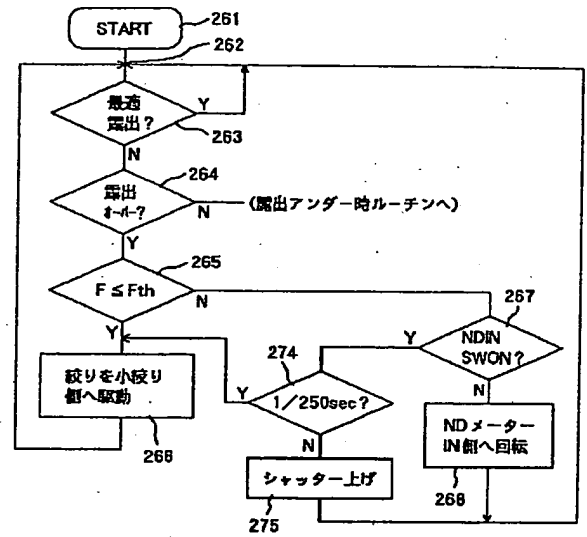 START
261
262
最適
露出?
Y
263
N
264
露出
オーバー?
N
(露出アンダー時ルーチンへ)
Y
265
F≦Fth
N
267
Y
NDIN
SWON?
Y
274
N
絞りを小絞り
側へ駆動
Y
1/250sec?
NDメーター
IN側へ回転
266
N
268
シャッター上げ
275